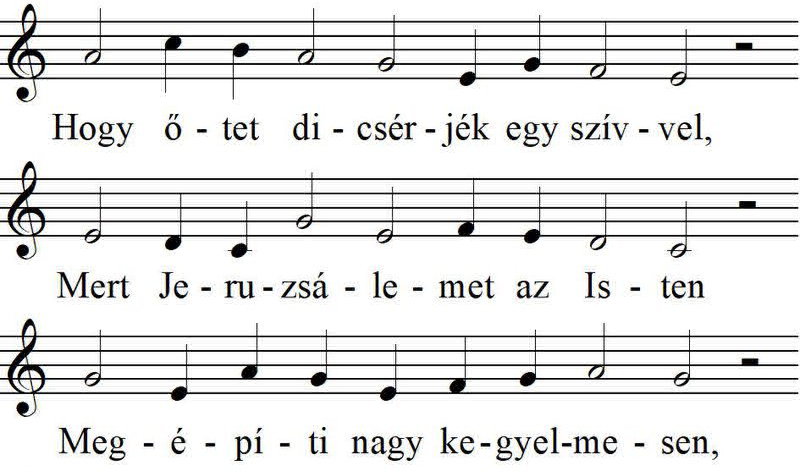 Hogy ő - tet di - csér - jék egy szív - vel,
Mert Je - ru - zsá - le - met az Is - ten
Meg - é - pí - ti nagy ke - gyel - me - sen,